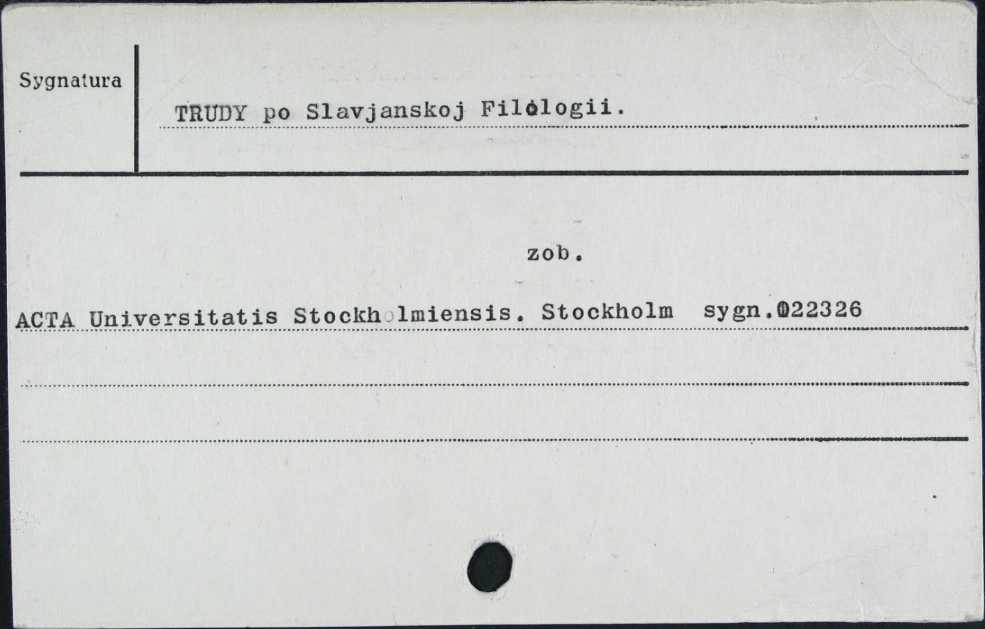 Sygnatura
TRUDY po Slavjanskoj Filologii.
zob.
ACTA Universitatis Stockholmiensis. Stockholm sygn.022326